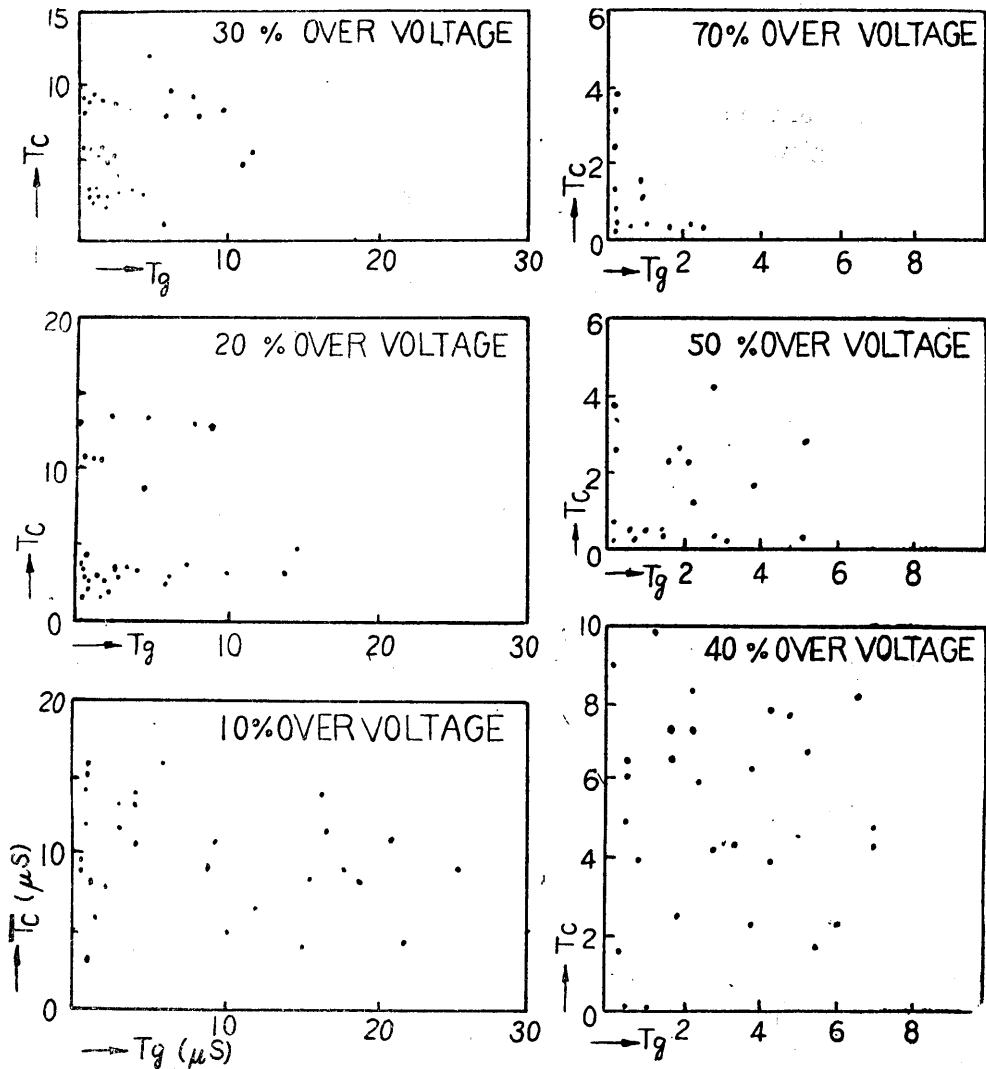 30 % OVER VOLTAGE
15
10
Tc
Tg
10
20
30
70% OVER VOLTAGE
6
4
2
0
Tc
Tg
2
4
6
8
20 % OVER VOLTAGE
20
10
0
Tc
Tg
10
20
30
50 % OVER VOLTAGE
6
4
2
0
Tc
Tg
2
4
6
8
10% OVER VOLTAGE
20
10
0
Tc (μS)
Tg (μS)
10
20
30
40 % OVER VOLTAGE
10
8
6
4
2
0
Tc
Tg
2
4
6
8